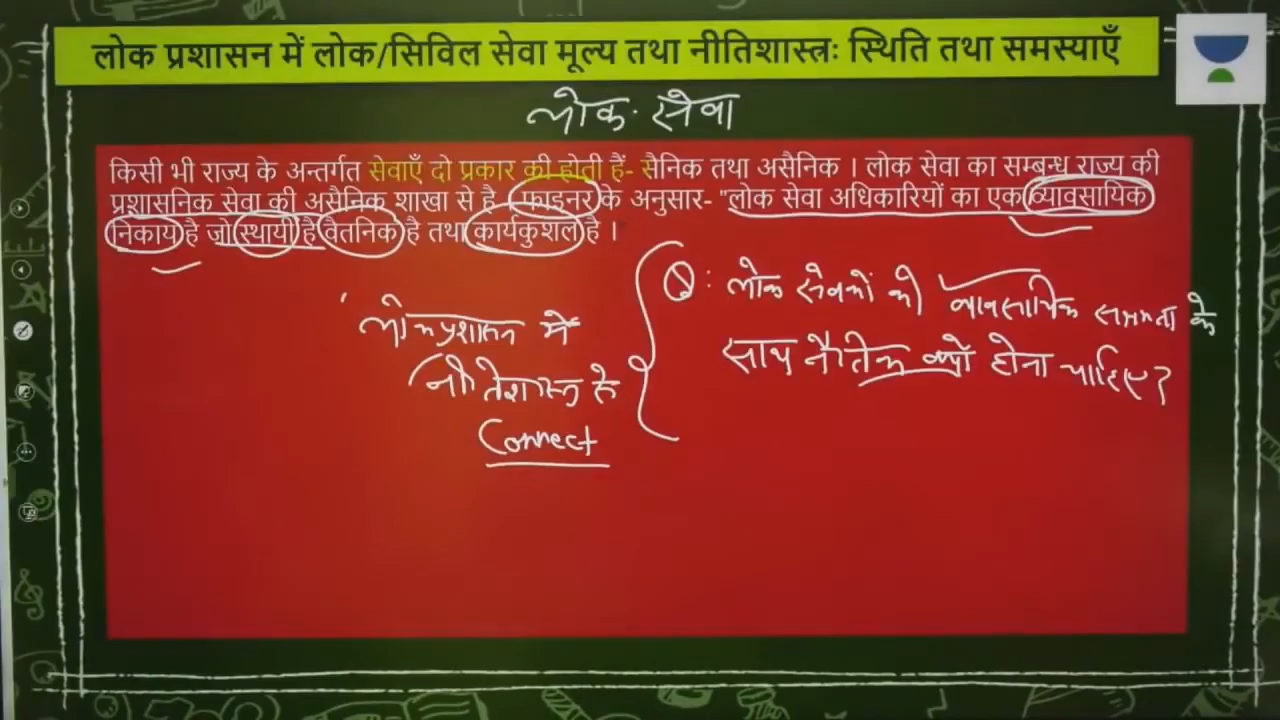 लोक प्रशासन में लोक/सिविल सेवा मूल्य तथा नीतिशास्त्रः स्थिति तथा समस्याएँ
लोक सेवा
किसी भी राज्य के अन्तर्गत सेवाएँ दो प्रकार की होती हैं- सैनिक तथा असैनिक । लोक सेवा का सम्बन्ध राज्य की
प्रशासनिक सेवा की असैनिक शाखा से है फाइनर के अनुसार- "लोक सेवा अधिकारियों का एक व्यावसायिक
निकाय है जो स्थायी है वैतनिक है तथा कार्यकुशल है ।
Q: लोक सेवकों को व्यावसायिक के
साथ नैतिक क्यों होना चाहिए?
लोकप्रशासन में
नीतिशास्त्र से
Connect